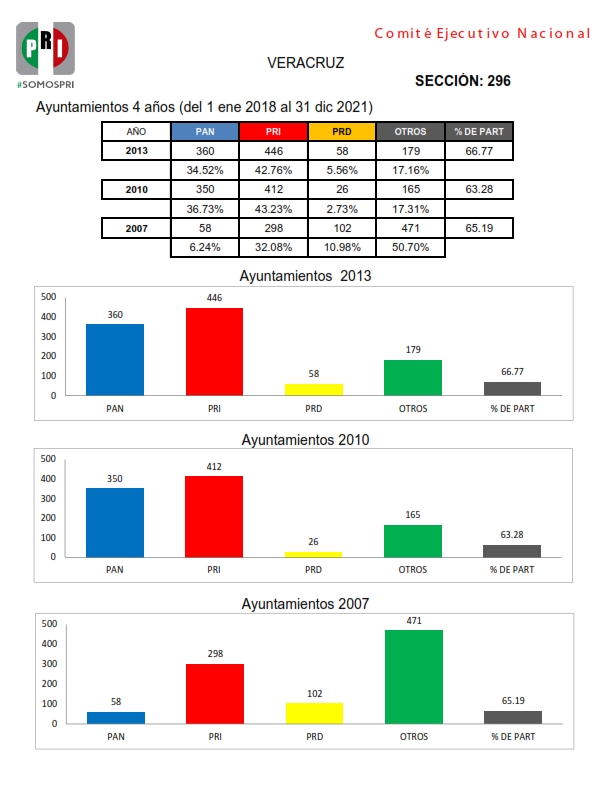 Comité Ejecutivo Nacional
PRI
#SOMOSPRI
VERACRUZ
SECCIÓN: 296
Ayuntamientos 4 años (del 1 ene 2018 al 31 dic 2021)
AÑO PAN PRI PRD OTROS % DE PART
2013 360 446 58 179 66.77
34.52% 42.76% 5.56% 17.16%
2010 350 412 26 165 63.28
36.73% 43.23% 2.73% 17.31%
2007 58 298 102 471 65.19
6.24% 32.08% 10.98% 50.70%
Ayuntamientos 2013
500
400
300
200
100
0
360
446
58
179
66.77
PAN PRI PRD OTROS % DE PART
Ayuntamientos 2010
500
400
300
200
100
0
350
412
26
165
63.28
PAN PRI PRD OTROS % DE PART
Ayuntamientos 2007
500
400
300
200
100
0
58
298
102
471
65.19
PAN PRI PRD OTROS % DE PART